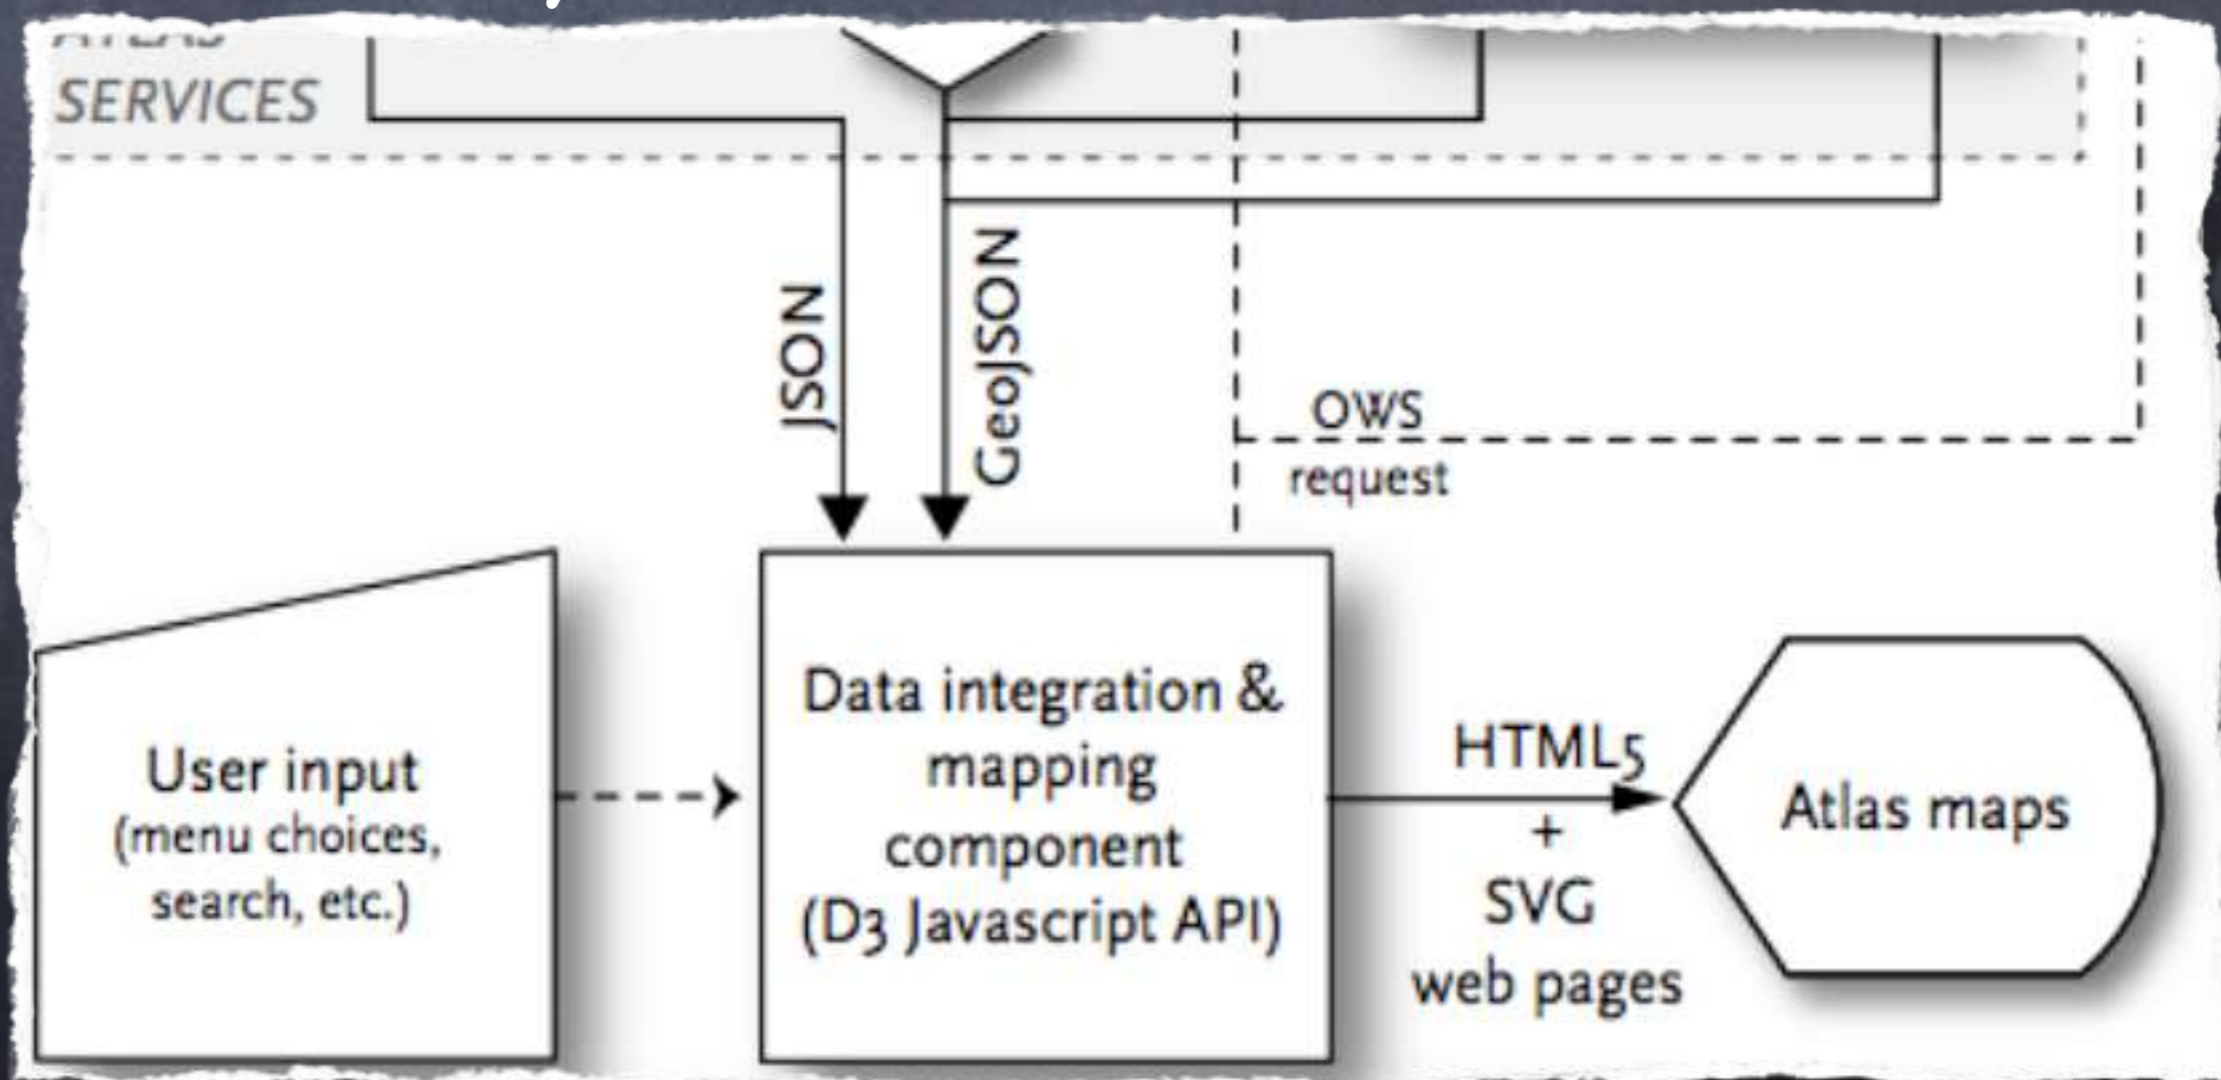 SERVICES
JSON
GeoJSON
OWS
request
User input
(menu choices,
search, etc.)
Data integration &
mapping
component
(D3 Javascript API)
HTML5
+
SVG
web pages
Atlas maps